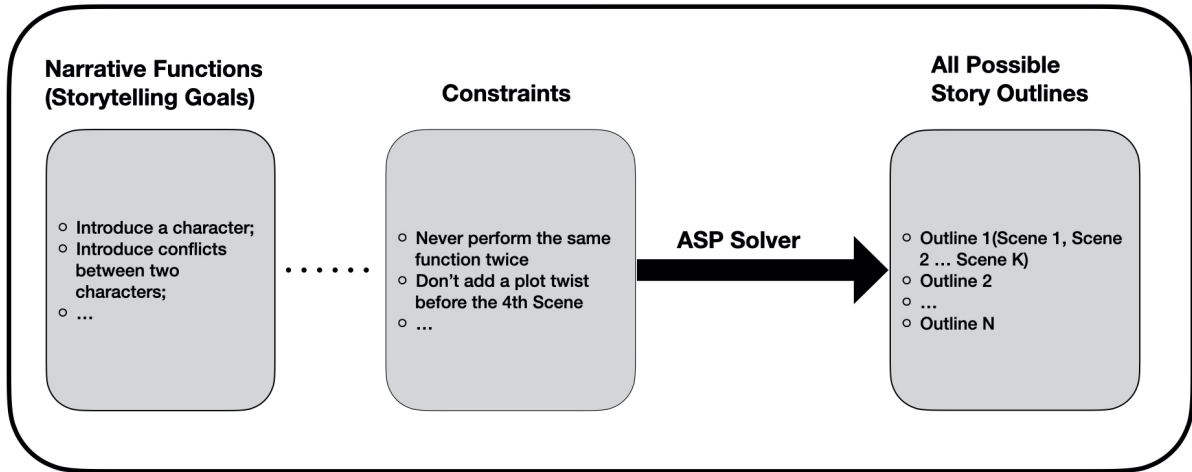 Narrative Functions
(Storytelling Goals)
○ Introduce a character;
○ Introduce conflicts
between two
characters;
○ ...
Constraints
○ Never perform the same
function twice
○ Don't add a plot twist
before the 4th Scene
○ ...
ASP Solver
All Possible
Story Outlines
○ Outline 1(Scene 1, Scene
2 ... Scene K)
○ Outline 2
○ ...
○ Outline N